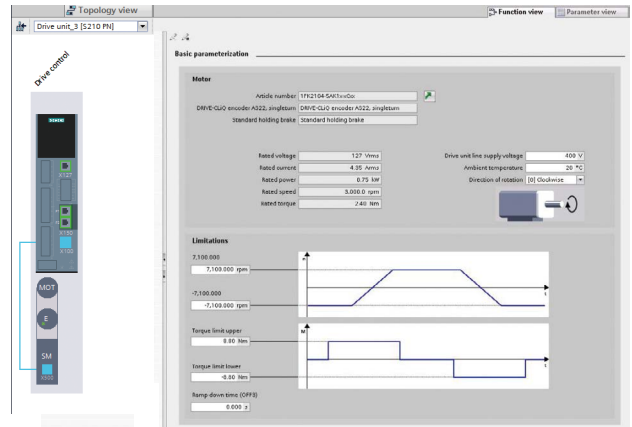 Topology view
Function view
Parameter view
Drive unit_3 [S210 PN]
Drive control
Basic parameterization
Motor
Article number
DRIVE-CLiQ encoder AS22, singleturn DRIVE-CLiQ encoder AS22, singleturn
Standard holding brake Standard holding brake
Rated voltage 127 Vrms
Rated current 4.35 Arms
Rated power 0.75 kW
Rated speed 3,000.0 rpm
Rated torque 2.40 Nm
Drive unit line supply voltage 400 V
Ambient temperature 20 °C
Direction of rotation [0] Clockwise
SIEMENS
X127
X150
X100
MOT
E
SM
X500
Limitations
7,100.000
7,100.000 rpm
-7,100.000
-7,100.000 rpm
t
Torque limit upper
0.00 Nm
M
Torque limit lower
-0.00 Nm
t
Ramp down time (OFF3)
0.000 s